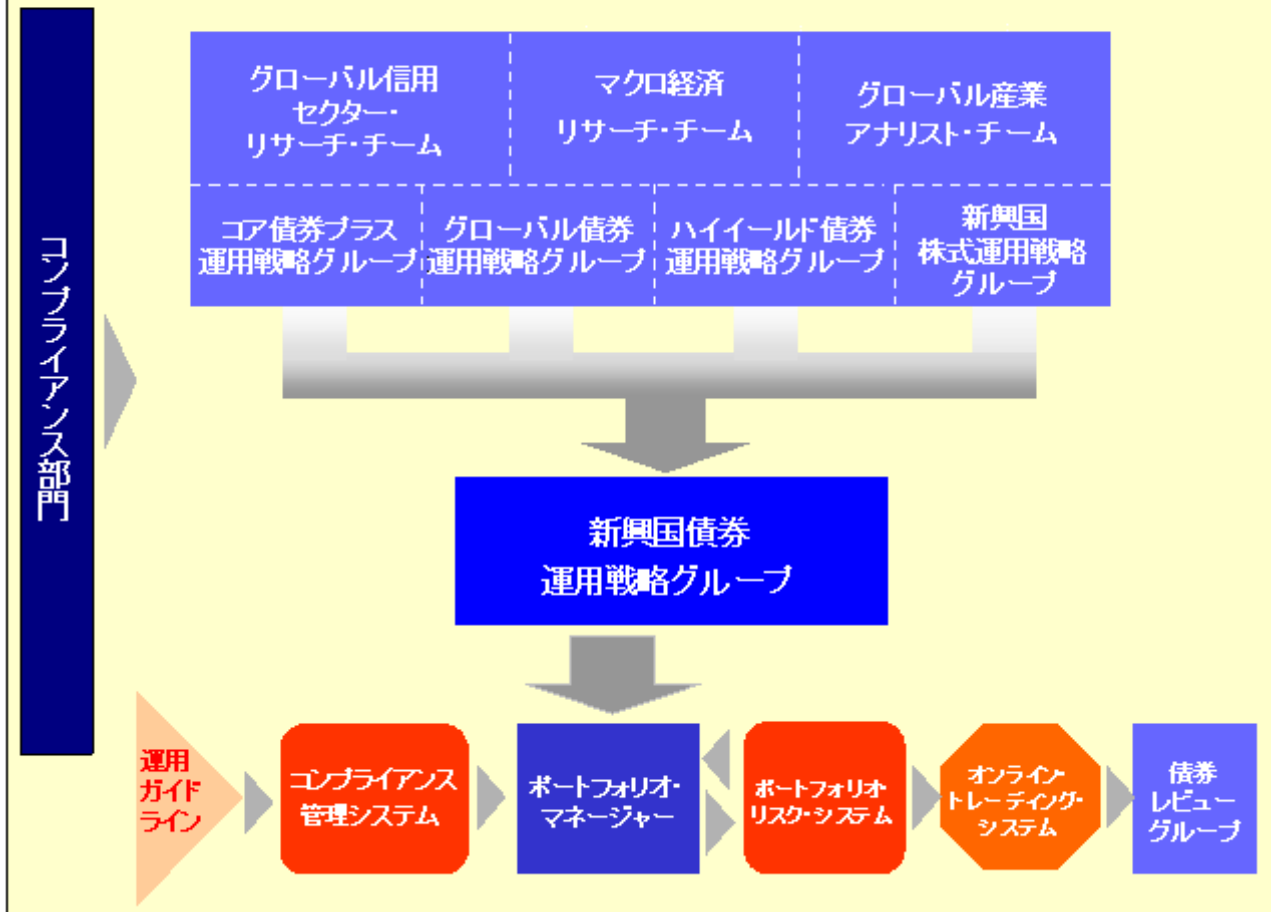 コンプライアンス部門
グローバル信用
セクター・
リサーチ・チーム
マクロ経済
リサーチ・チーム
グローバル産業
アナリスト・チーム
コア債券プラス
運用戦略グループ
グローバル債券
運用戦略グループ
ハイイールド債券
運用戦略グループ
新興国
株式運用戦略
グループ
新興国債券
運用戦略グループ
運用
ガイド
ライン
コンプライアンス
管理システム
ポートフォリオ・
マネージャー
ポートフォリオ・
リスク・システム
オンライン・
トレーディング・
システム
債券
レビュー
グループ